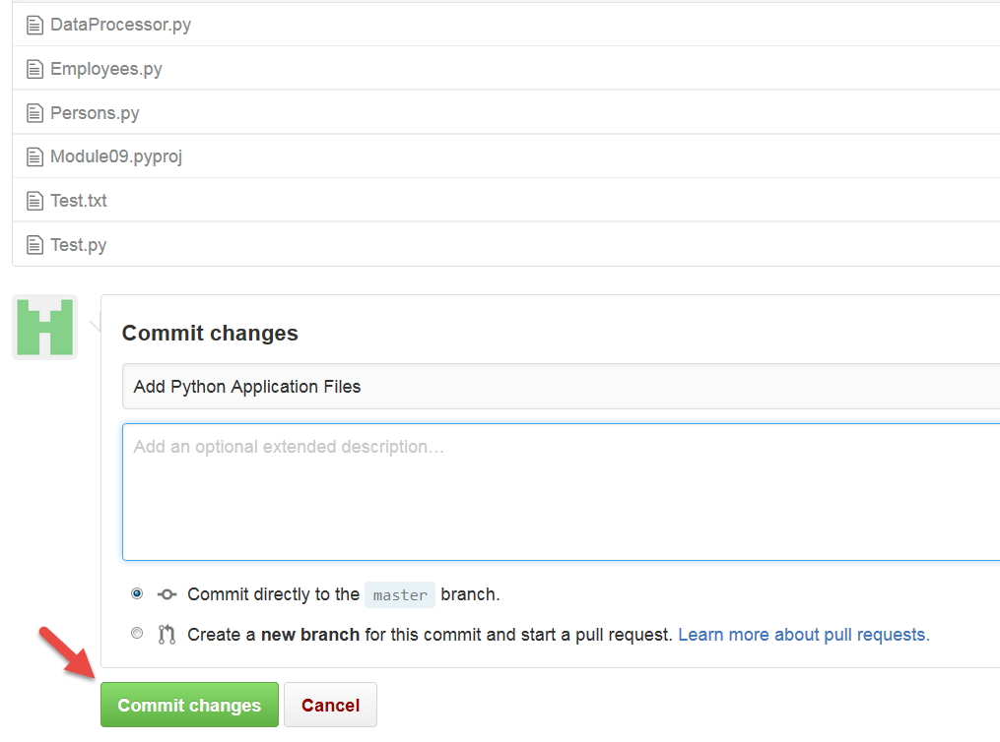 DataProcessor.py
Employees.py
Persons.py
Module09.pyproj
Test.txt
Test.py
Commit changes
Add Python Application Files
Add an optional extended description…
Commit directly to the master branch.
Create a new branch for this commit and start a pull request. Learn more about pull requests.
Commit changes Cancel